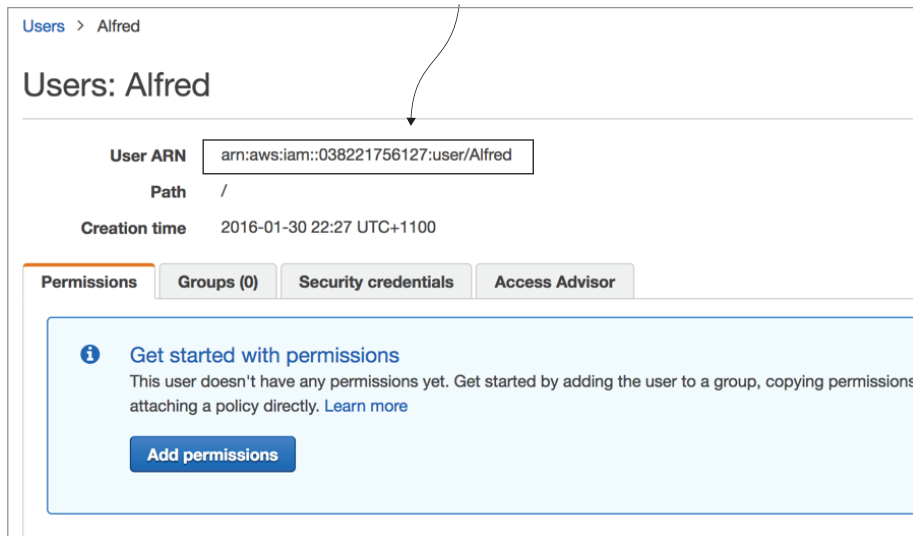 Users > Alfred
Users: Alfred
User ARN arn:aws:iam::038221756127:user/Alfred
Path /
Creation time 2016-01-30 22:27 UTC+1100
Permissions Groups (0) Security credentials Access Advisor
Get started with permissions
This user doesn't have any permissions yet. Get started by adding the user to a group, copying permissions
attaching a policy directly. Learn more
Add permissions